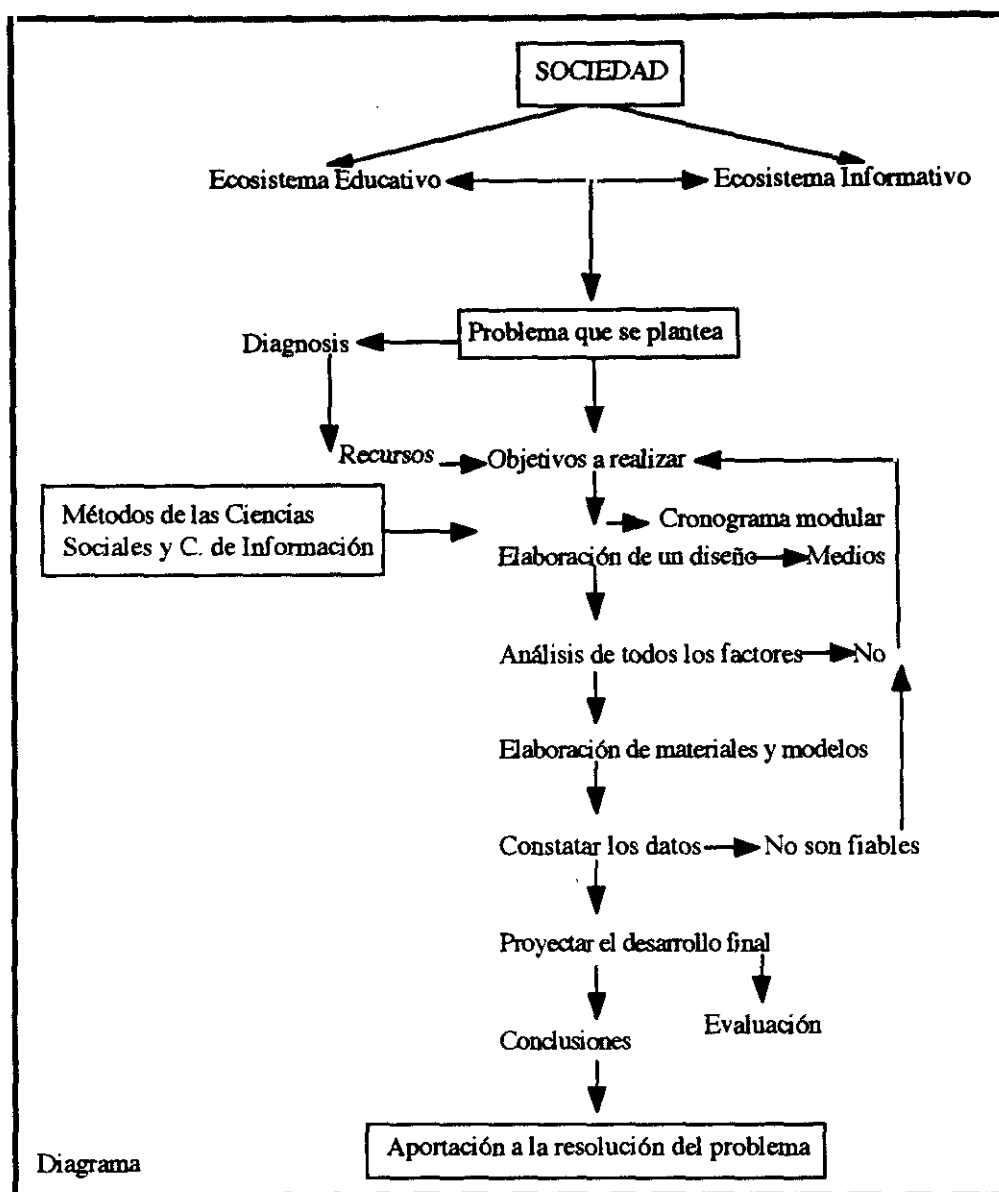 SOCIEDAD
Ecosistema Educativo
Ecosistema Informativo
Problema que se plantea
Diagnosis
Recursos
Objetivos a realizar
Métodos de las Ciencias
Sociales y C. de Información
Cronograma modular
Elaboración de un diseño
Medios
Análisis de todos los factores
No
Elaboración de materiales y modelos
Constatar los datos
No son fiables
Proyectar el desarrollo final
Evaluación
Conclusiones
Aportación a la resolución del problema
Diagrama